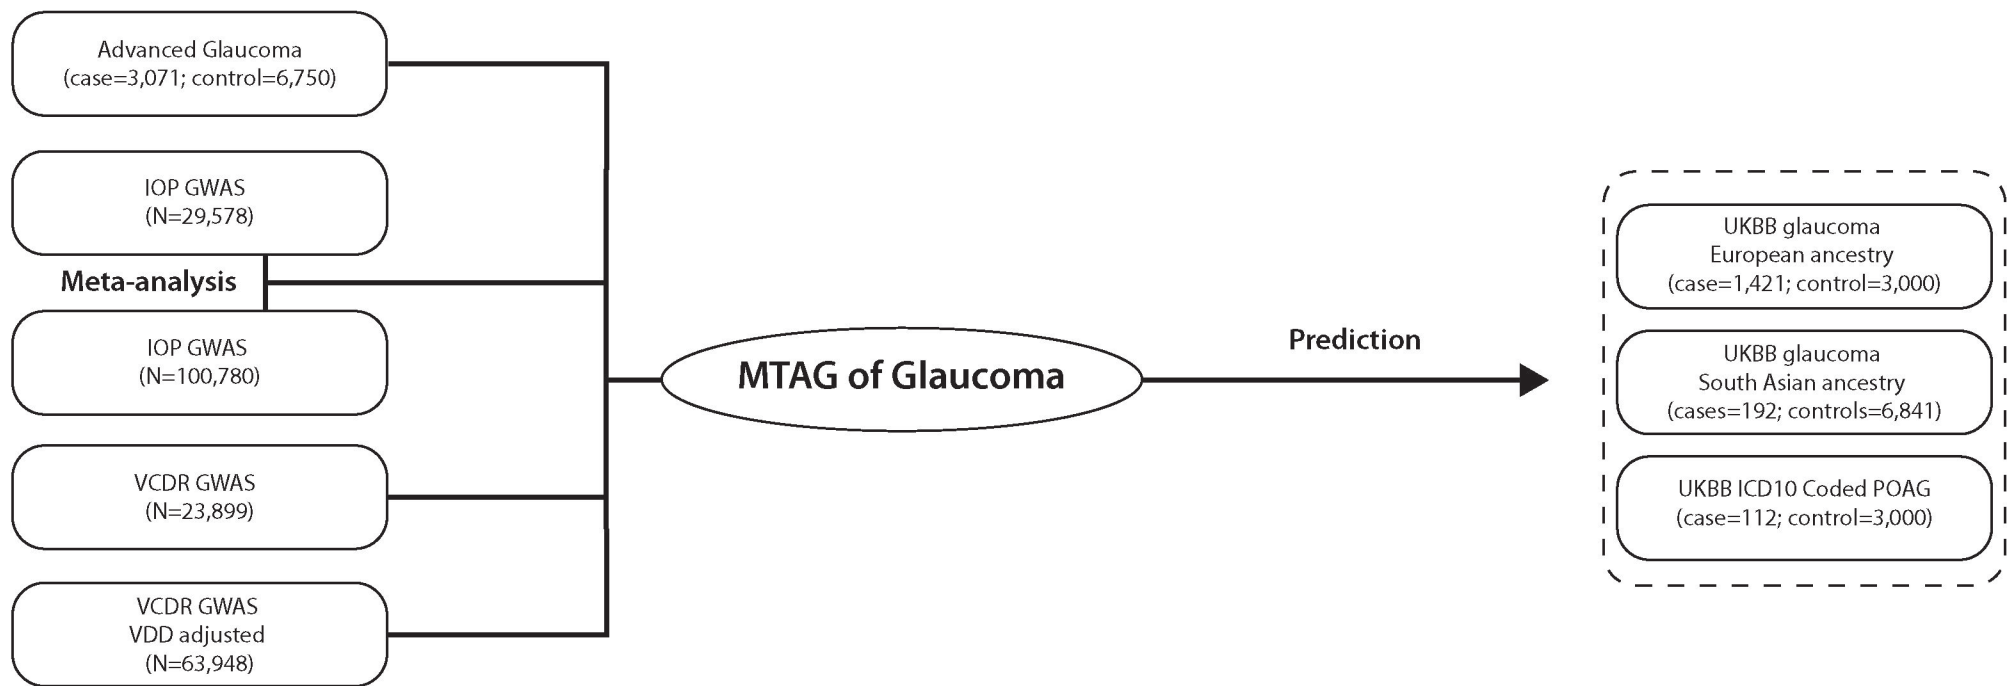 Advanced Glaucoma
(case=3,071; control=6,750)
IOP GWAS
(N=29,578)
Meta-analysis
IOP GWAS
(N=100,780)
VCDR GWAS
(N=23,899)
VCDR GWAS
VDD adjusted
(N=63,948)
MTAG of Glaucoma
Prediction
UKBB glaucoma
European ancestry
(case=1,421; control=3,000)
UKBB glaucoma
South Asian ancestry
(cases=192; controls=6,841)
UKBB ICD10 Coded POAG
(case=112; control=3,000)